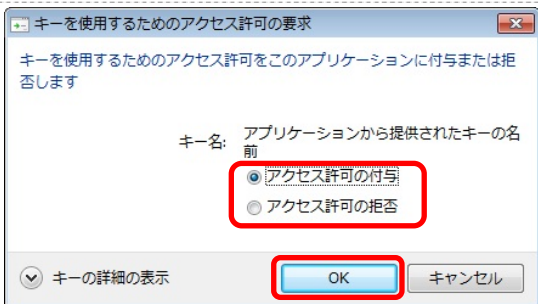 キーを使用するためのアクセス許可の要求
キーを使用するためのアクセス許可をこのアプリケーションに付与または拒
否します
キー名: アプリケーションから提供されたキーの名
前
アクセス許可の付与
アクセス許可の拒否
キーの詳細の表示 OK キャンセル